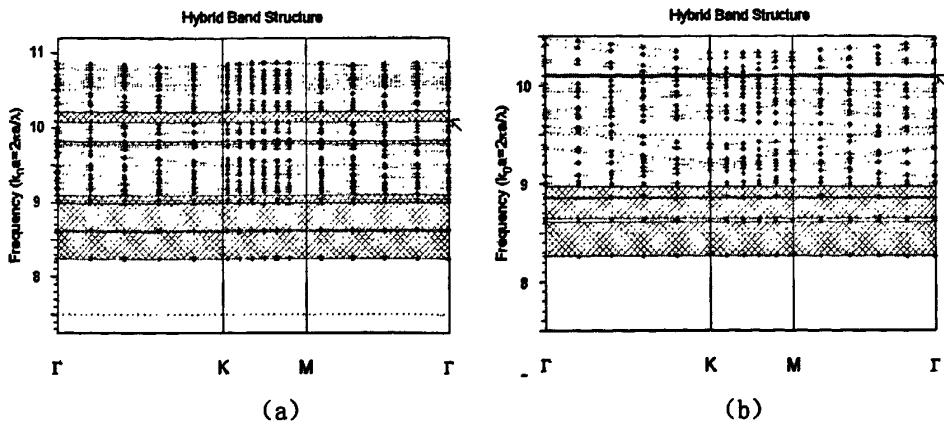 Hybrid Band Structure
Frequency (k₀a=2πa/λ)
11
10
9
8
Γ
K
M
Γ
(a)
Hybrid Band Structure
Frequency (k₀a=2πa/λ)
10
9
8
Γ
K
M
Γ
(b)